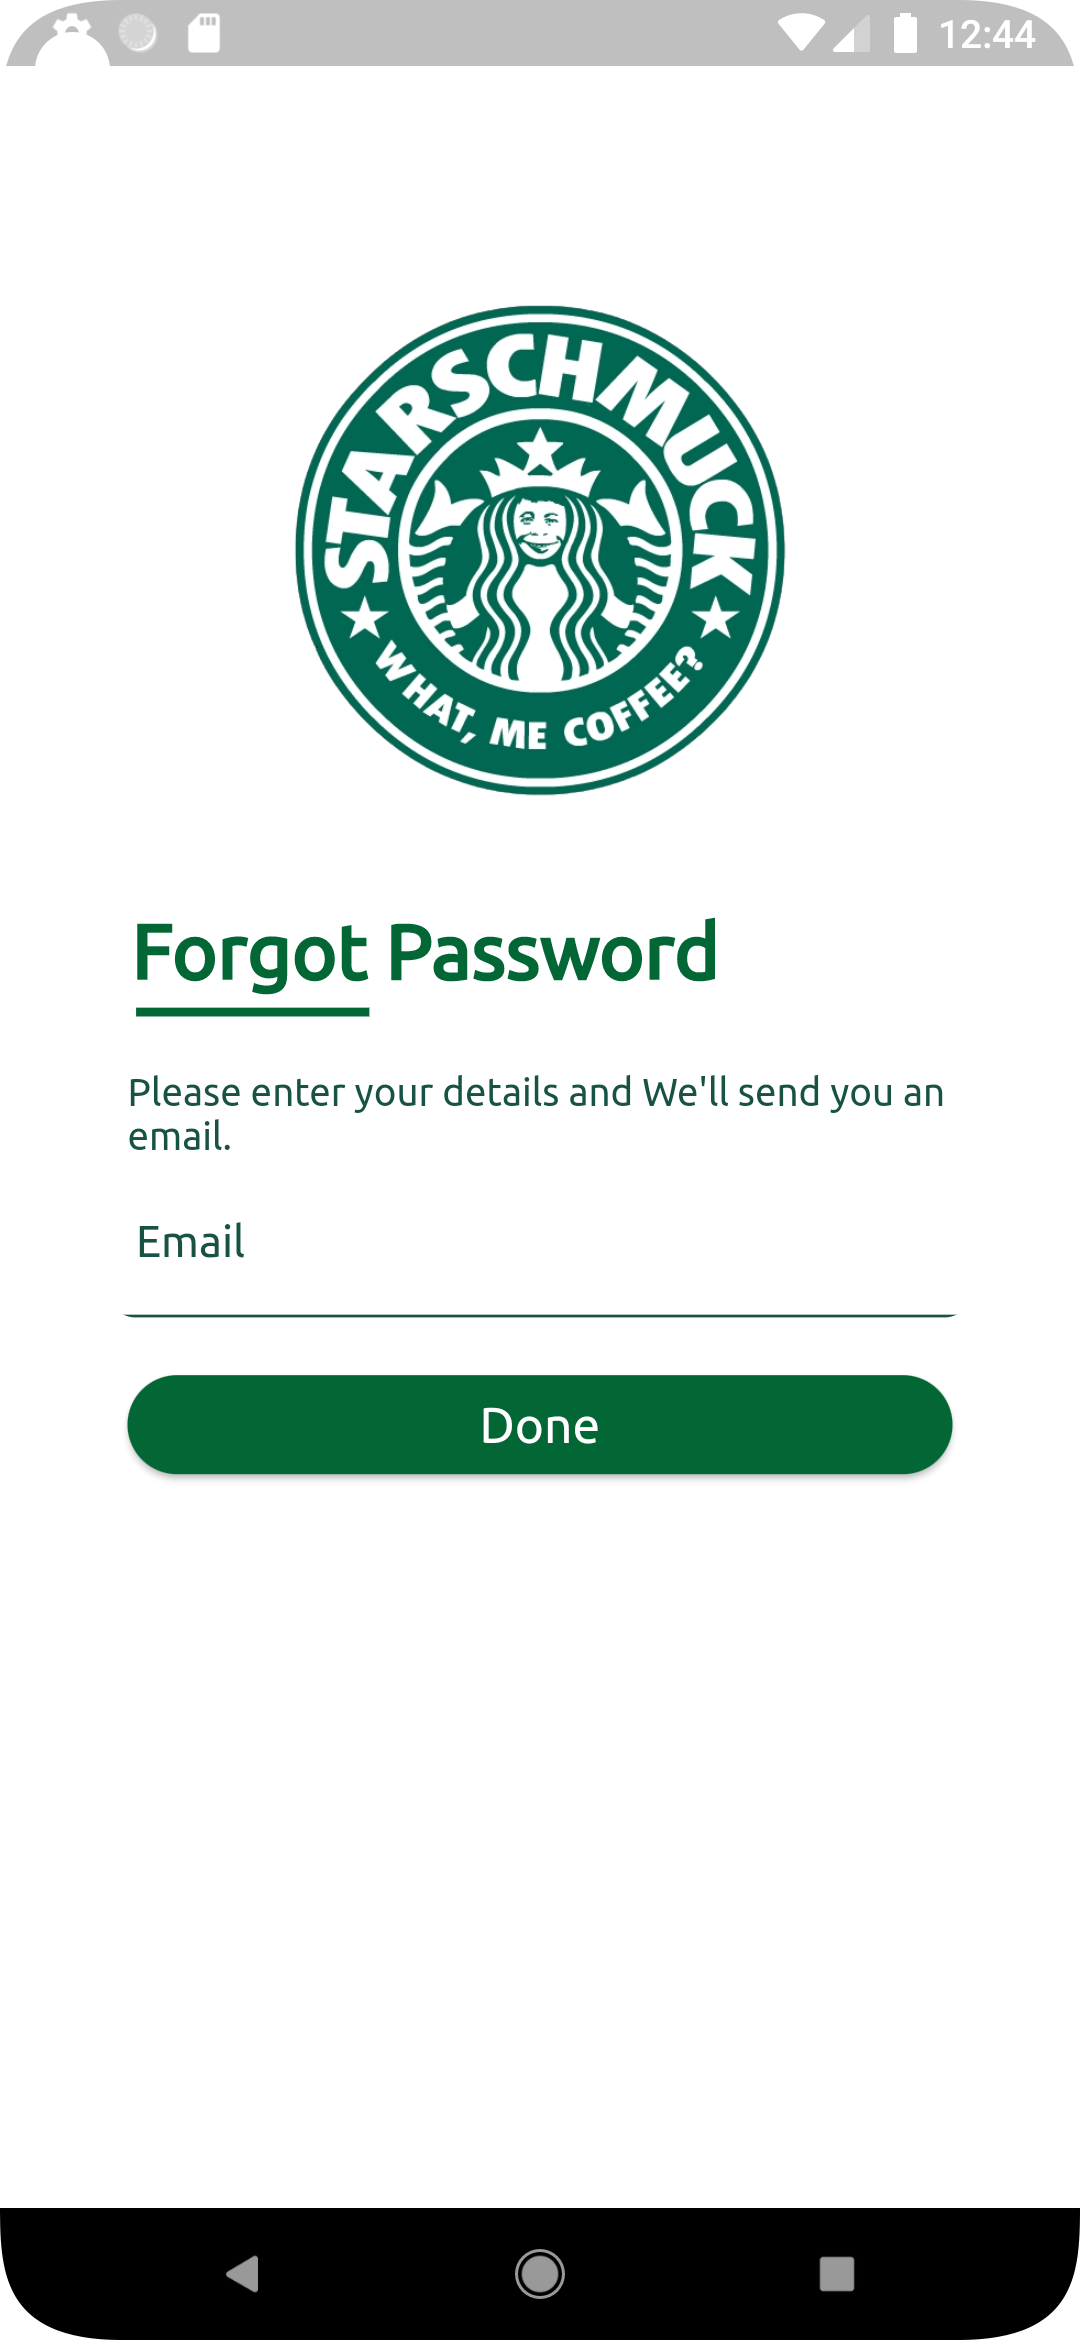 12:44
STARSCHMUCK
WHAT, ME COFFEE?
Forgot Password
Please enter your details and We'll send you an
email.
Email
Done